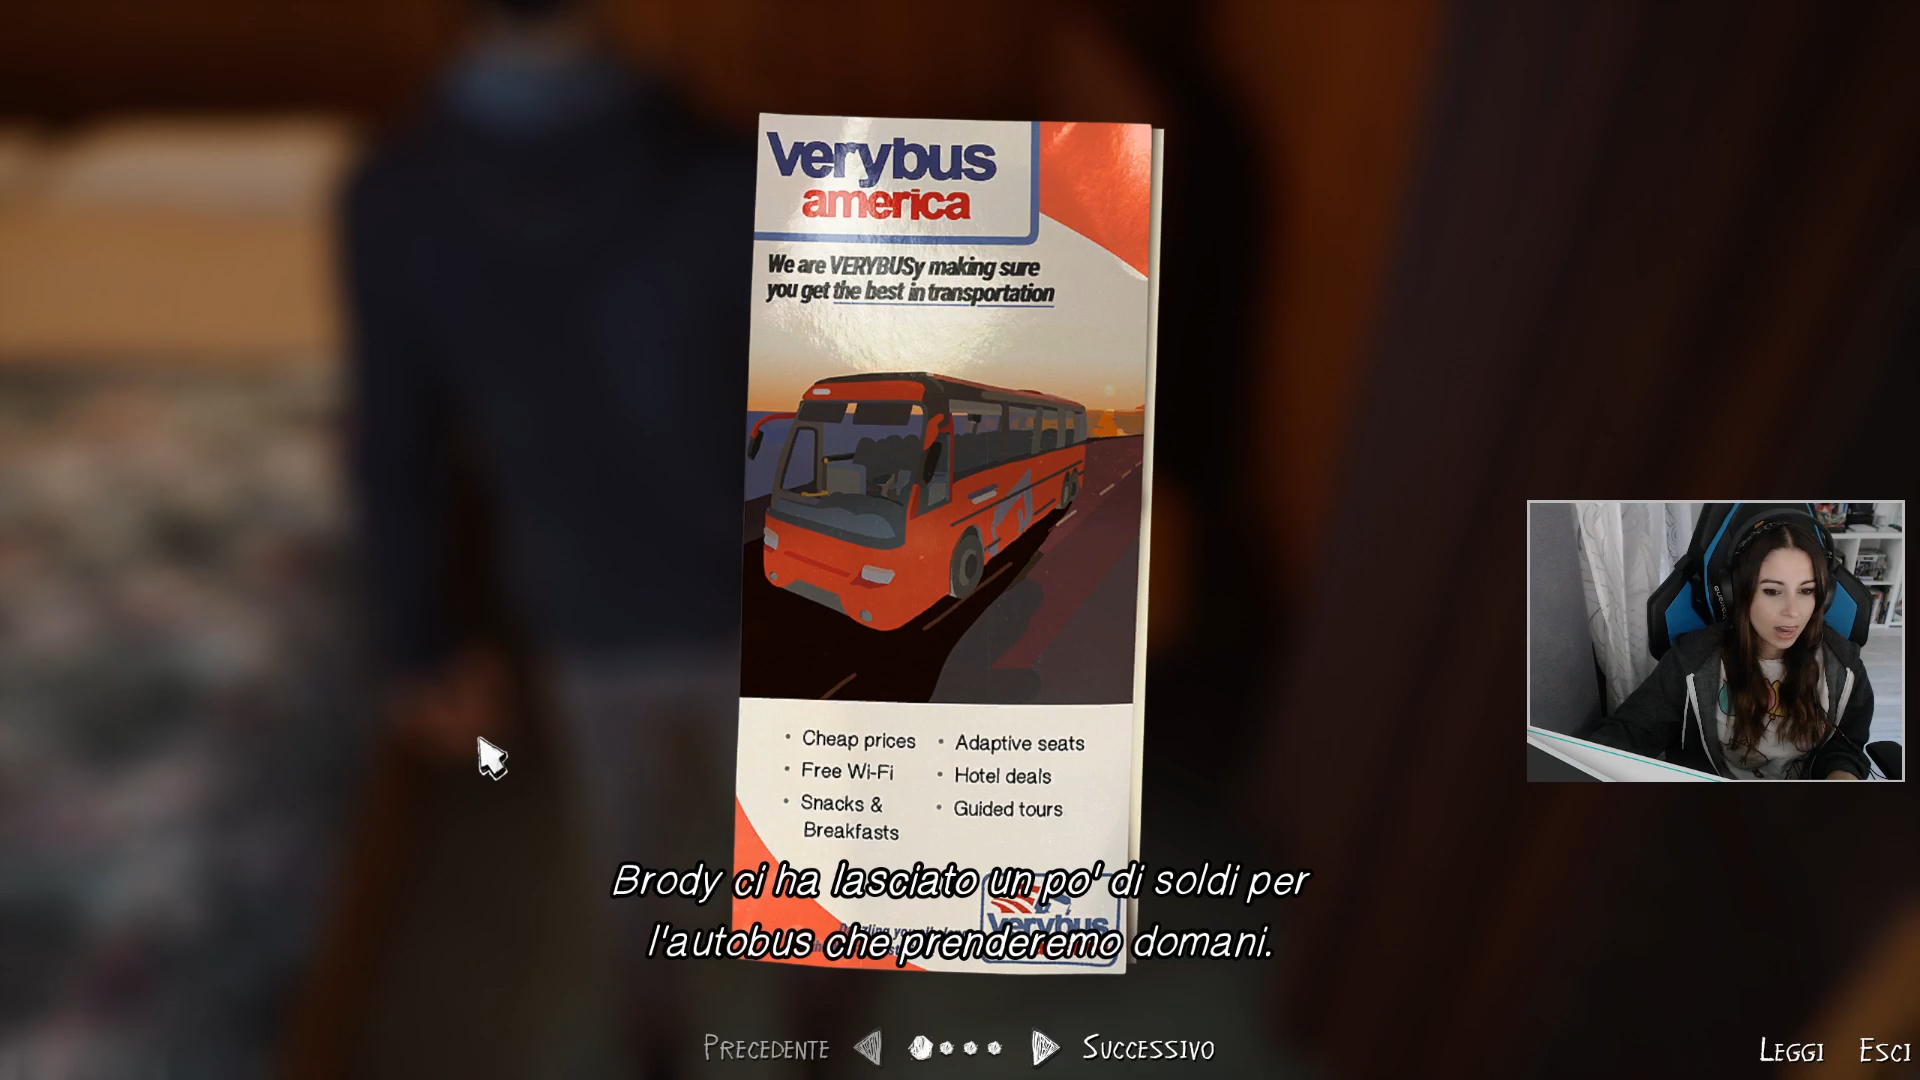 Verybus
america
We are VERYBUSy making sure
you get the best in transportation
• Cheap prices
• Free Wi-Fi
• Snacks &
Breakfasts
• Adaptive seats
• Hotel deals
• Guided tours
Brody ci ha lasciato un po' di soldi per
l'autobus che prenderemo domani.
Verybus
PRECEDENTE
SUCCESSIVO
LEGGI
ESCI